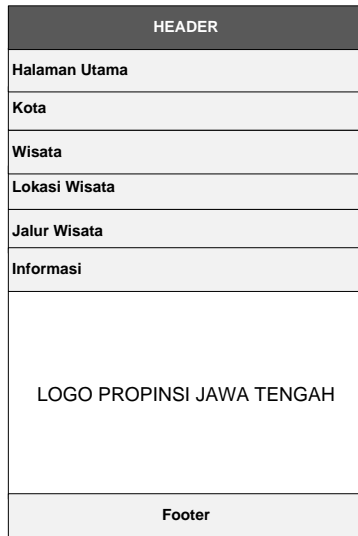 HEADER
Halaman Utama
Kota
Wisata
Lokasi Wisata
Jalur Wisata
Informasi
LOGO PROPINSI JAWA TENGAH
Footer